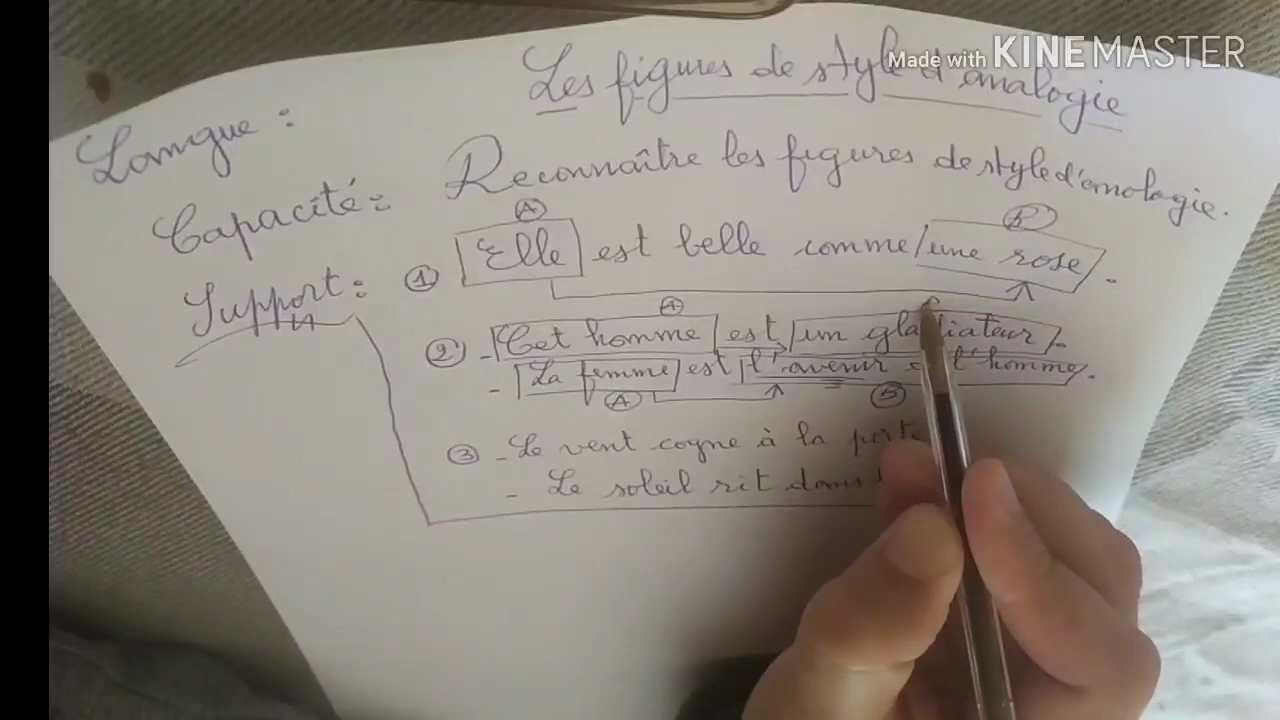 Made with KINEMASTER
Les figures de style d'analogie
Langue :
Capacité : Reconnaître les figures de style d'analogie.
A B
Support : 1 Elle est belle comme une rose.
A
2 - Cet homme est un gladiateur.
- La femme est l'avenir l'homme.
A B
3 - Le vent cogne à la porte
- Le soleil rit dans